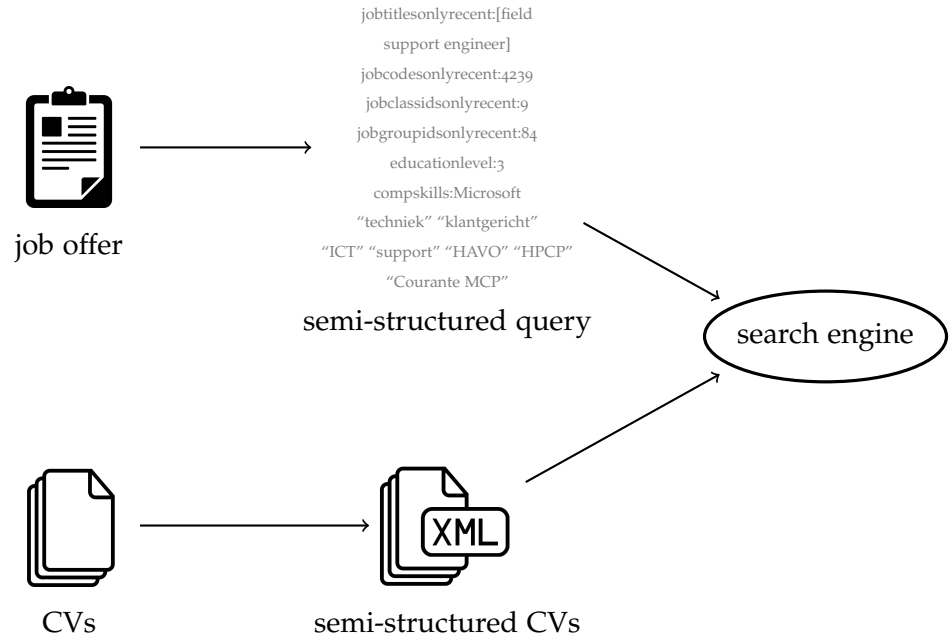 jobtitlesonlyrecent:[field
support engineer]
jobcodesonlyrecent:4239
jobclassidsonlyrecent:9
jobgroupidsonlyrecent:84
educationlevel:3
compskills:Microsoft
“techniek” “klantgericht”
“ICT” “support” “HAVO” “HPCP”
“Courante MCP”
job offer
semi-structured query
search engine
XML
CVs
semi-structured CVs